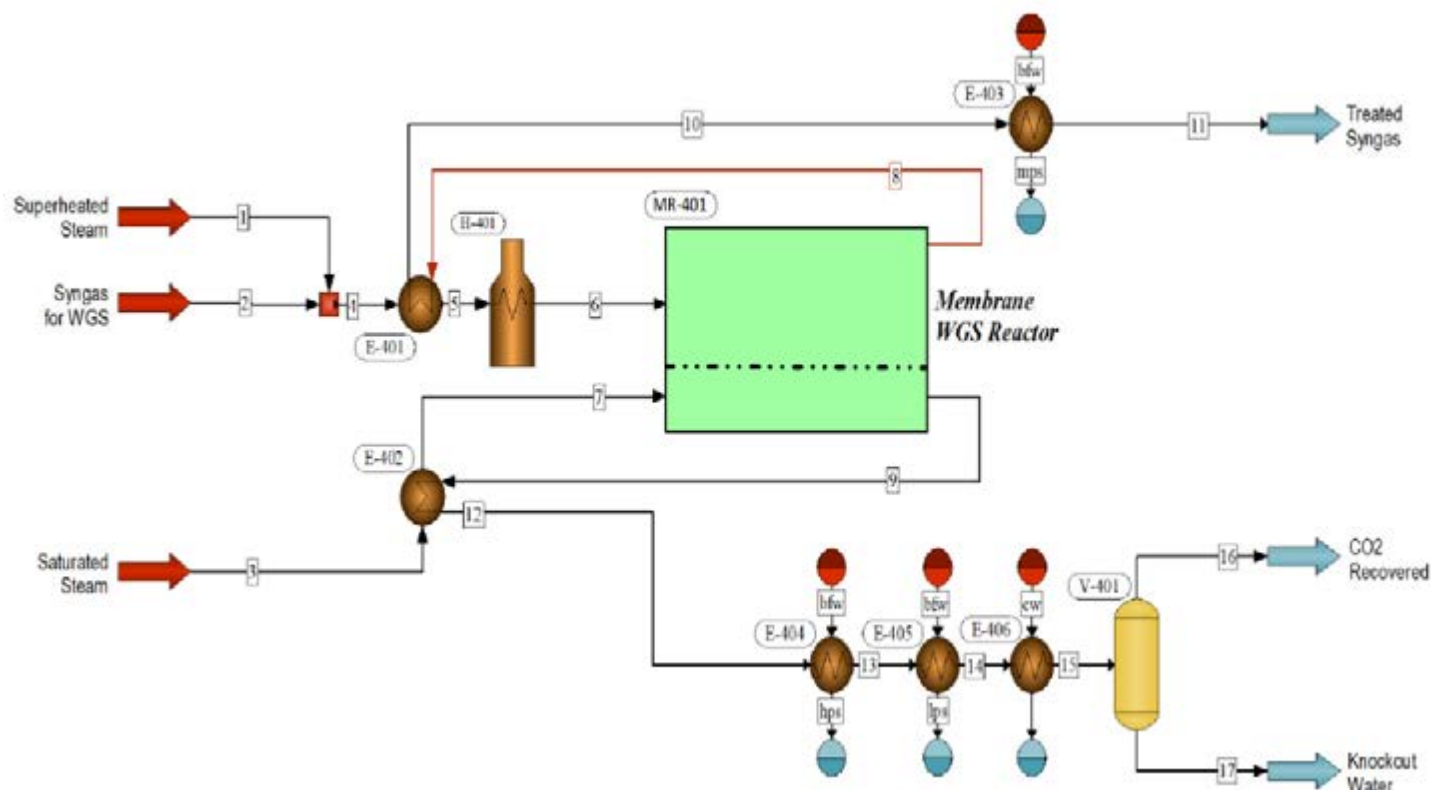 bfw
E-403
10
11
Treated
Syngas
mps
8
Superheated
Steam
1
MR-401
H-401
Syngas
for WGS
2
4
5
6
E-401
Membrane
WGS Reactor
7
E-402
9
12
Saturated
Steam
3
bfw
bfw
cw
E-404
E-405
E-406
V-401
16
CO2
Recovered
13
14
15
hps
lps
17
Knockout
Water